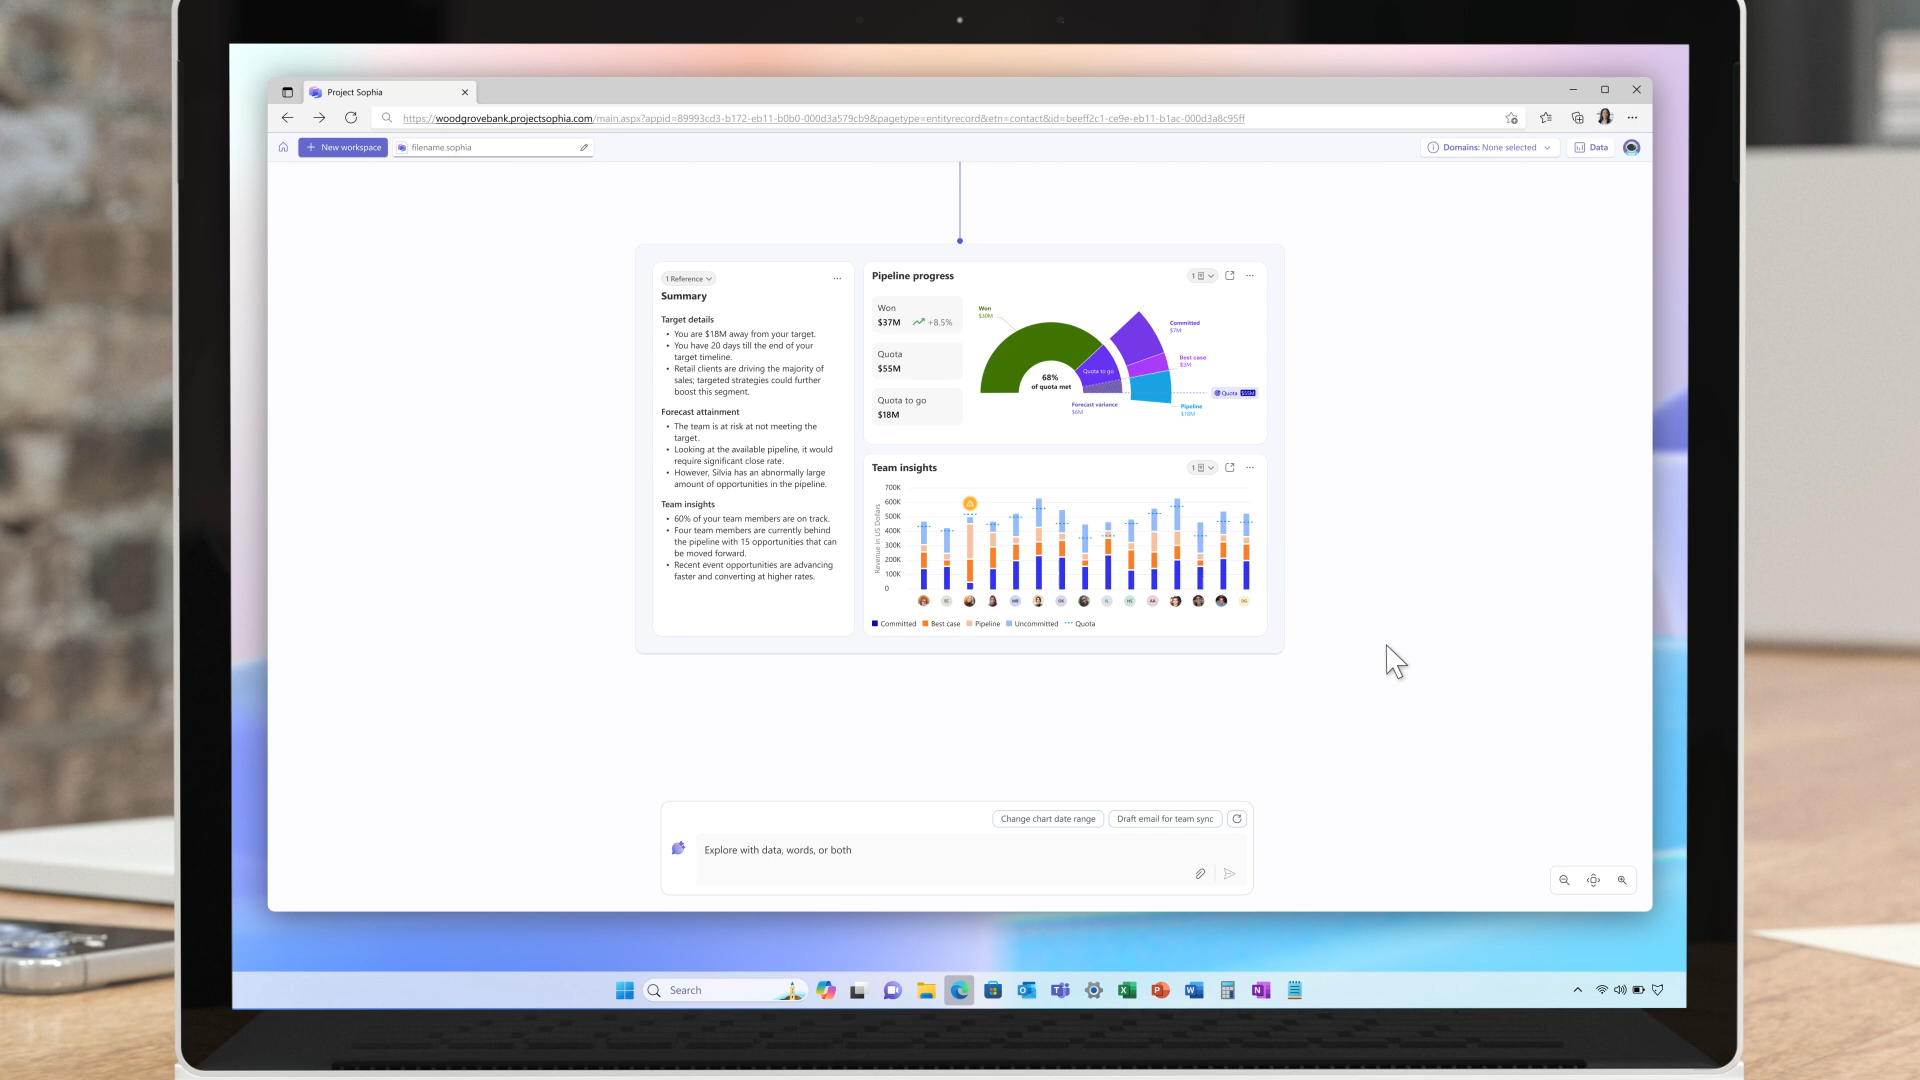 Project Sophia
https://woodgrovebank.projectsophia.com/main.aspx?appid=89993cd3-b172-eb11-b0b0-000d3a579cb9&pagetype=entityrecord&etn=contact&id=beeff2c1-ce9e-eb11-b1ac-000d3a8c95ff
+ New workspace
filename.sophia
Domains: None selected
Data
1 Reference
Summary
Target details
• You are $18M away from your target.
• You have 20 days till the end of your
target timeline.
• Retail clients are driving the majority of
sales; targeted strategies could further
boost this segment.
Forecast attainment
• The team is at risk at not meeting the
target.
• Looking at the available pipeline, it would
require significant close rate.
• However, Silvia has an abnormally large
amount of opportunities in the pipeline.
Team insights
• 60% of your team members are on track.
• Four team members are currently behind
the pipeline with 15 opportunities that can
be moved forward.
• Recent event opportunities are advancing
faster and converting at higher rates.
Pipeline progress
1
Won
$37M +8.5%
Quota
$55M
Quota to go
$18M
Won
$30M
68%
of quota met
Quota to go
Forecast variance
$6M
Committed
$7M
Best case
$3M
Quota $55M
Pipeline
$18M
Team insights
1
Revenue in US Dollars
700K
600K
500K
400K
300K
200K
100K
0
Committed Best case Pipeline Uncommitted Quota
Change chart date range
Draft email for team sync
Explore with data, words, or both
Search